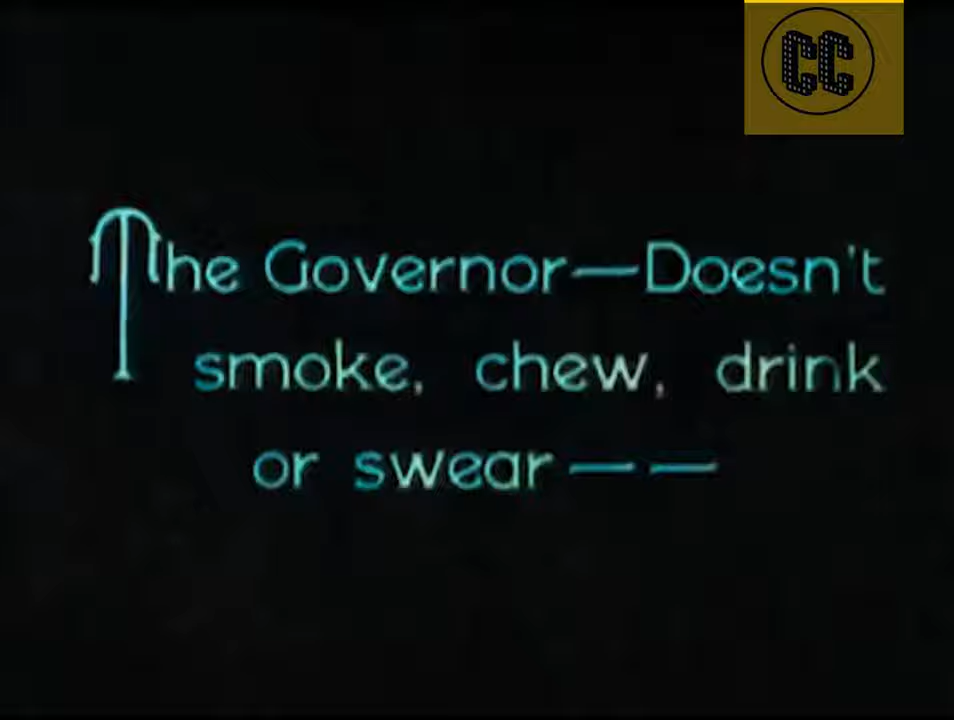 CC
The Governor—Doesn't
smoke, chew, drink
or swear — —